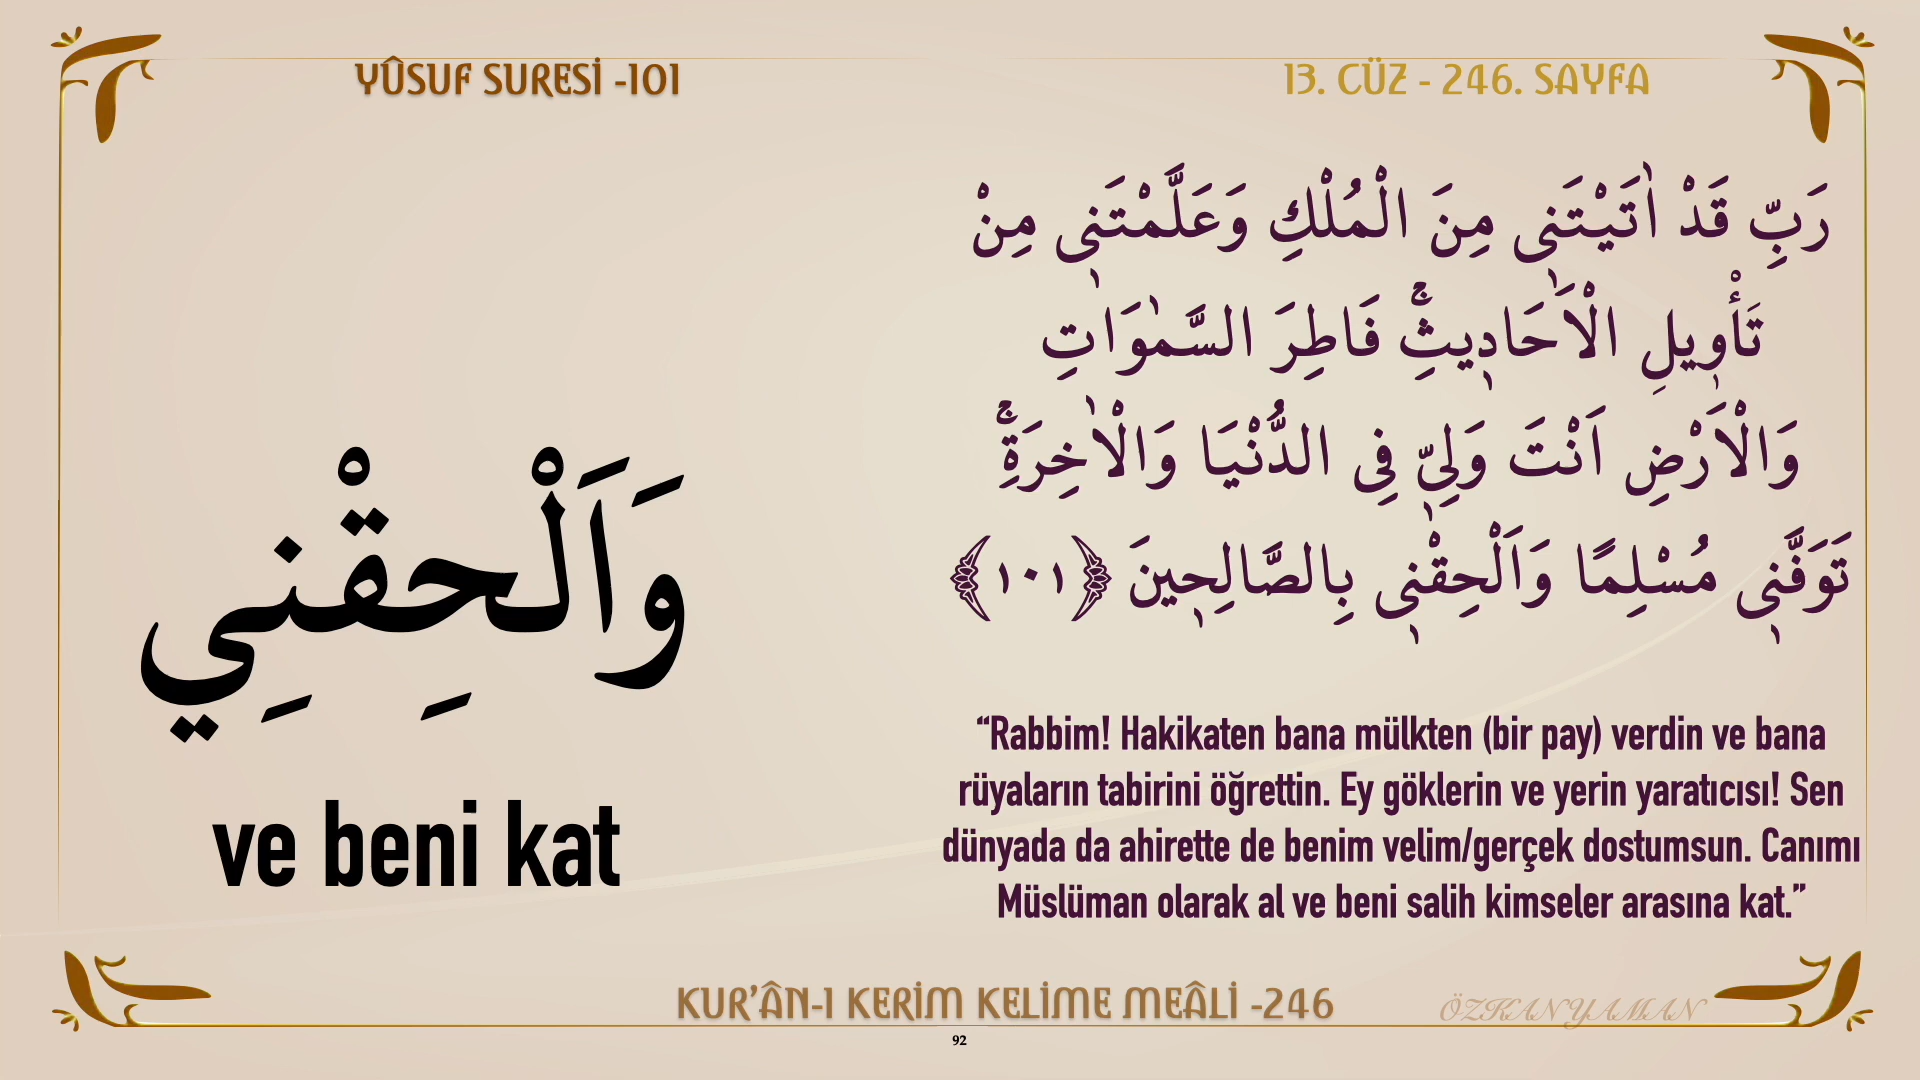 YÛSUF SURESİ -101
13. CÜZ - 246. SAYFA
رَبِّ قَدْ اٰتَيْتَنٖى مِنَ الْمُلْكِ وَعَلَّمْتَنٖى مِنْ
تَأْوٖيلِ الْاَحَادٖيثِۚ فَاطِرَ السَّمٰوَاتِ
وَالْاَرْضِ اَنْتَ وَلِيّٖ فِى الدُّنْيَا وَالْاٰخِرَةِۚ
تَوَفَّنٖى مُسْلِمًا وَاَلْحِقْنٖى بِالصَّالِحٖينَ ﴿١٠١﴾
وَاَلْحِقْنِي
ve beni kat
“Rabbim! Hakikaten bana mülkten (bir pay) verdin ve bana
rüyaların tabirini öğrettin. Ey göklerin ve yerin yaratıcısı! Sen
dünyada da ahirette de benim velim/gerçek dostumsun. Canımı
Müslüman olarak al ve beni salih kimseler arasına kat.”
KUR’ÂN-I KERİM KELİME MEÂLİ -246
ÖZKAN YAMAN
92